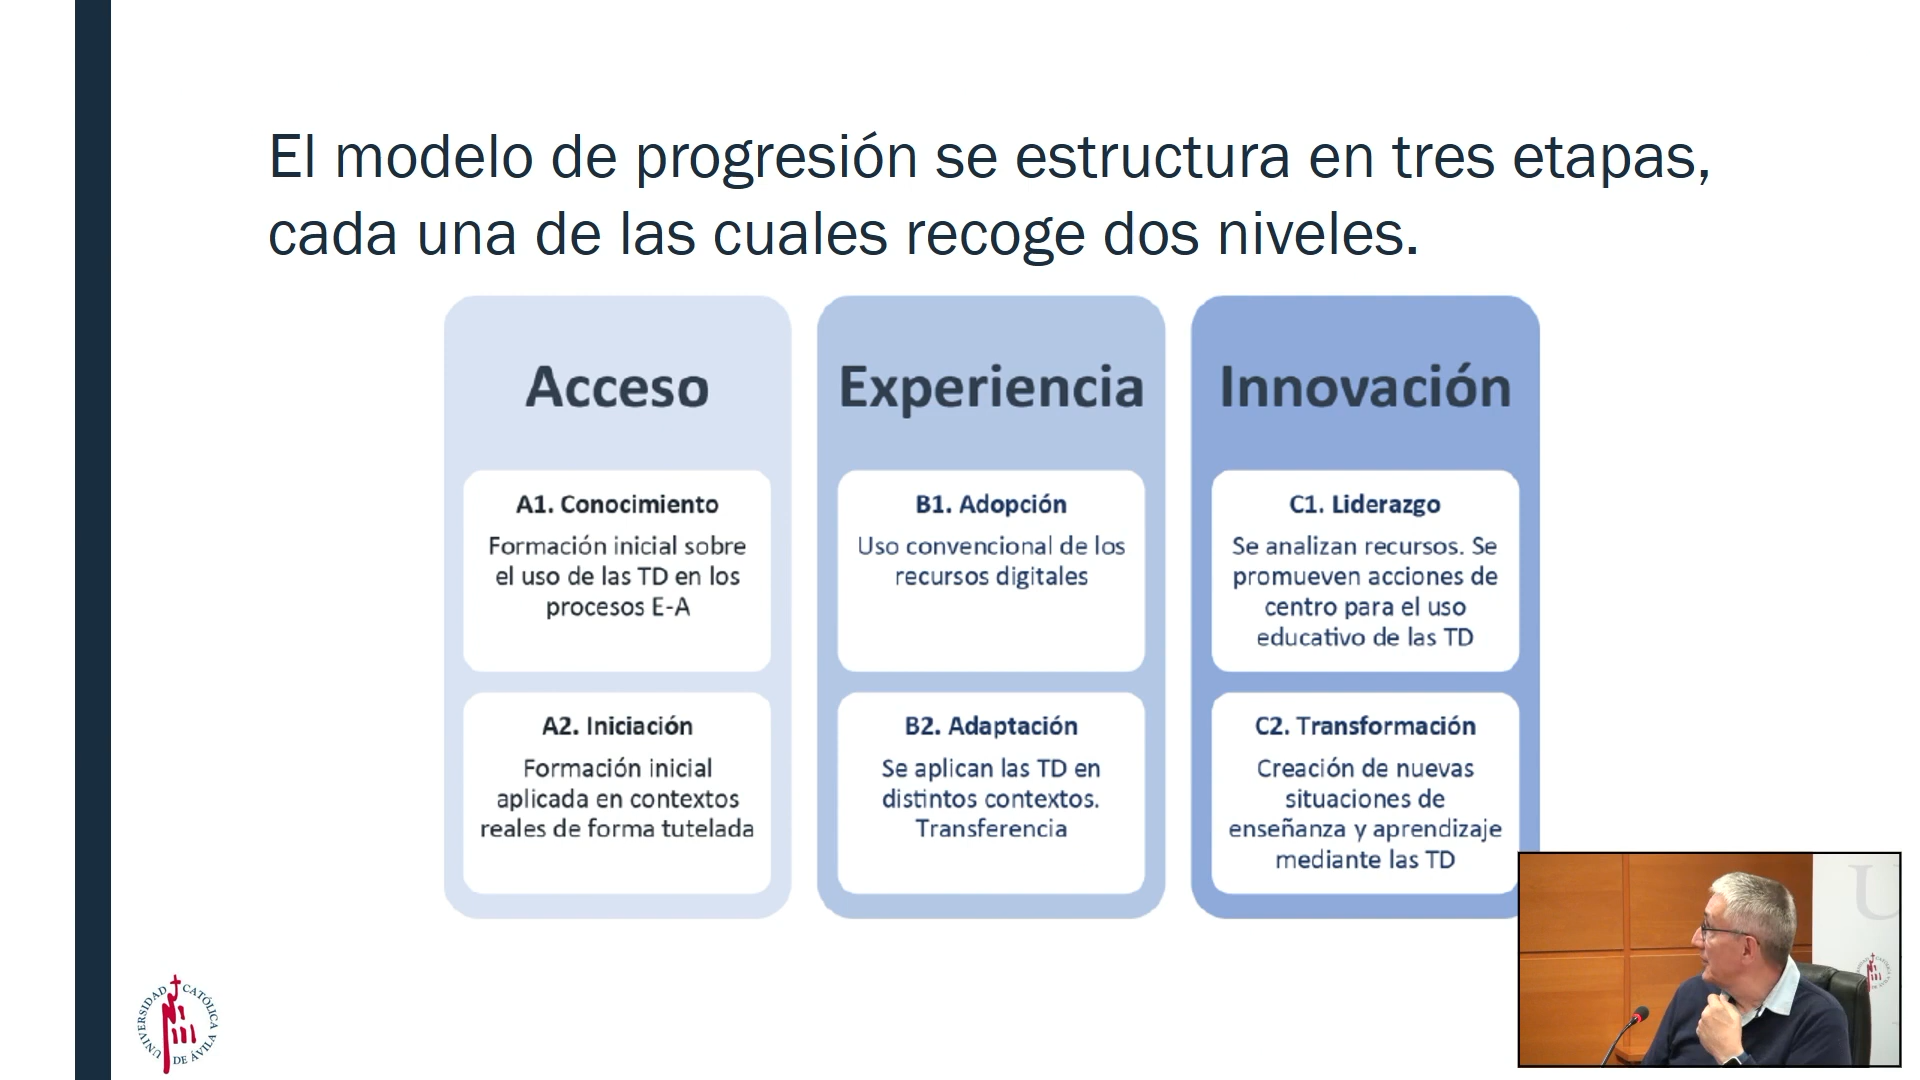 El modelo de progresión se estructura en tres etapas,
cada una de las cuales recoge dos niveles.
Acceso
A1. Conocimiento
Formación inicial sobre
el uso de las TD en los
procesos E-A
A2. Iniciación
Formación inicial
aplicada en contextos
reales de forma tutelada
Experiencia
B1. Adopción
Uso convencional de los
recursos digitales
B2. Adaptación
Se aplican las TD en
distintos contextos.
Transferencia
Innovación
C1. Liderazgo
Se analizan recursos. Se
promueven acciones de
centro para el uso
educativo de las TD
C2. Transformación
Creación de nuevas
situaciones de
enseñanza y aprendizaje
mediante las TD
UNIVERSIDAD CATÓLICA DE ÁVILA
U